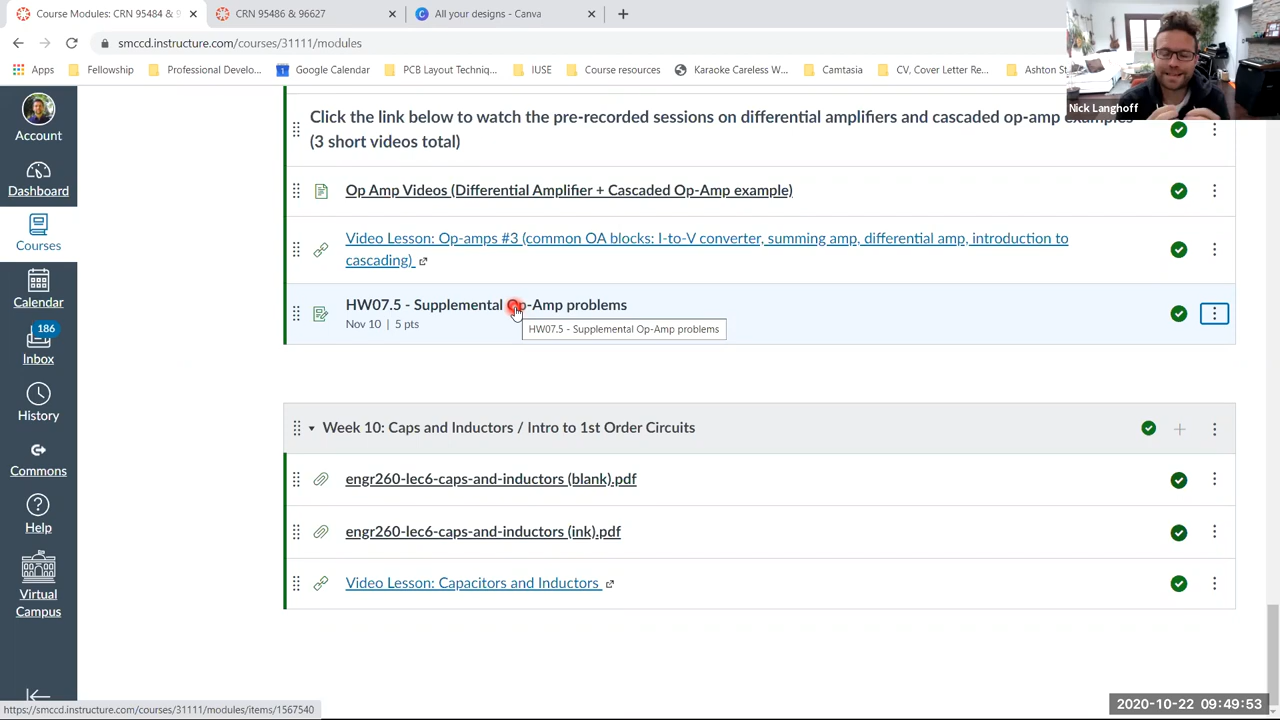 Course Modules: CRN 95484 & 9
CRN 95486 & 96627
All your designs - Canva
smccd.instructure.com/courses/31111/modules
Apps
Fellowship
Professional Develo...
Google Calendar
PCB Layout Techniq...
IUSE
Course resources
Karaoke Careless W...
Camtasia
CV, Cover Letter Re...
Ashton St
Nick Langhoff
Account
Dashboard
Courses
Calendar
186
Inbox
History
Commons
Help
Virtual
Campus
Click the link below to watch the pre-recorded sessions on differential amplifiers and cascaded op-amp examples
(3 short videos total)
Op Amp Videos (Differential Amplifier + Cascaded Op-Amp example)
Video Lesson: Op-amps #3 (common OA blocks: I-to-V converter, summing amp, differential amp, introduction to
cascading)
HW07.5 - Supplemental Op-Amp problems
Nov 10 | 5 pts
HW07.5 - Supplemental Op-Amp problems
Week 10: Caps and Inductors / Intro to 1st Order Circuits
engr260-lec6-caps-and-inductors (blank).pdf
engr260-lec6-caps-and-inductors (ink).pdf
Video Lesson: Capacitors and Inductors
https://smccd.instructure.com/courses/31111/modules/items/1567540
2020-10-22 09:49:53